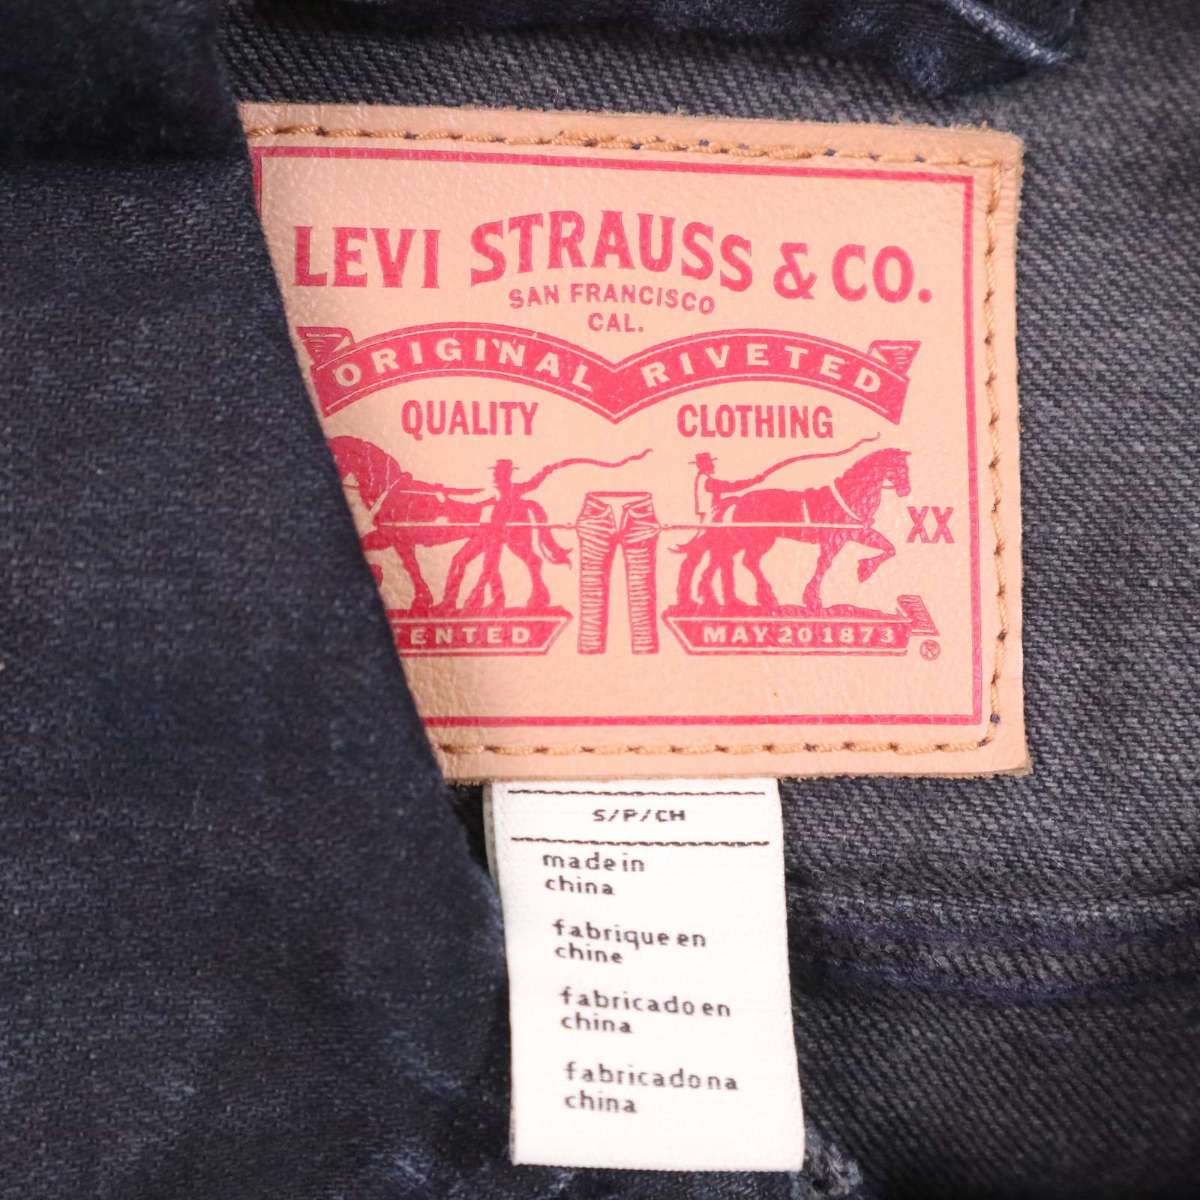 LEVI STRAUSS & CO.
SAN FRANCISCO
CAL.
ORIGINAL RIVETED
QUALITY CLOTHING
XX
TENTED MAY 20 1873
®
S/P/CH
made in
china
fabrique en
chine
fabricado en
china
fabricado na
china